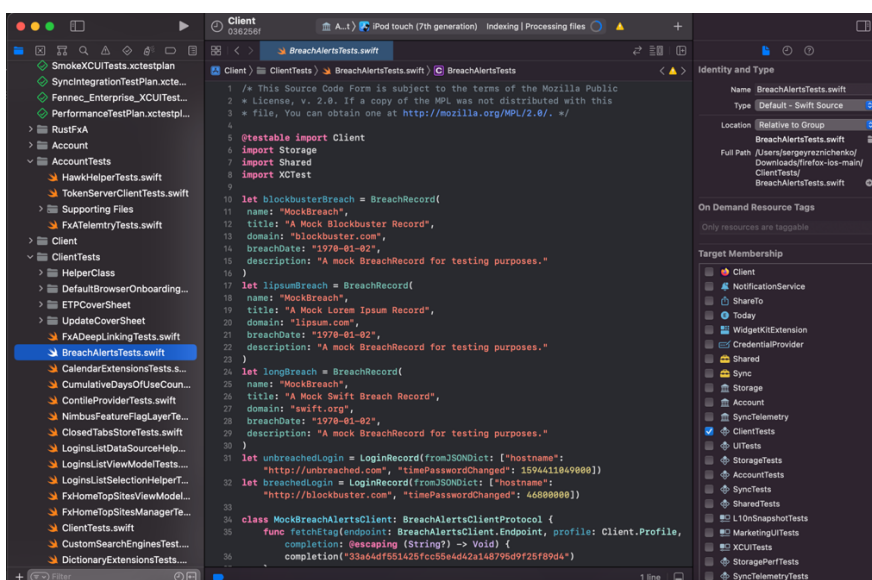 Client
036256f
A...t〉 iPod touch (7th generation)
Indexing | Processing files
SmokeXCUITests.xctestplan
SyncIntegrationTestPlan.xcte...
Fennec_Enterprise_XCUITest...
PerformanceTestPlan.xctestpl...
RustFxA
Account
AccountTests
HawkHelperTests.swift
TokenServerClientTests.swift
Supporting Files
FxATelemtryTests.swift
Client
ClientTests
HelperClass
DefaultBrowserOnboarding...
ETPCoverSheet
UpdateCoverSheet
FxADeepLinkingTests.swift
BreachAlertsTests.swift
CalendarExtensionsTests.s...
CumulativeDaysOfUseCoun...
ContileProviderTests.swift
NimbusFeatureFlagLayerTe...
ClosedTabsStoreTests.swift
LoginsListDataSourceHelp...
LoginsListViewModelTests....
LoginsListSelectionHelperT...
FxHomeTopSitesViewModel...
FxHomeTopSitesManagerTe...
ClientTests.swift
CustomSearchEnginesTest....
DictionaryExtensionsTests....
Filter
BreachAlertsTests.swift
Client 〉 ClientTests 〉 BreachAlertsTests.swift 〉 C BreachAlertsTests
1 /* This Source Code Form is subject to the terms of the Mozilla Public
2 * License, v. 2.0. If a copy of the MPL was not distributed with this
3 * file, You can obtain one at http://mozilla.org/MPL/2.0/. */
4
5 @testable import Client
6 import Storage
7 import Shared
8 import XCTest
9
10 let blockbusterBreach = BreachRecord(
11 name: "MockBreach",
12 title: "A Mock Blockbuster Record",
13 domain: "blockbuster.com",
14 breachDate: "1970-01-02",
15 description: "A mock BreachRecord for testing purposes."
16 )
17 let lipsumBreach = BreachRecord(
18 name: "MockBreach",
19 title: "A Mock Lorem Ipsum Record",
20 domain: "lipsum.com",
21 breachDate: "1970-01-02",
22 description: "A mock BreachRecord for testing purposes."
23 )
24 let longBreach = BreachRecord(
25 name: "MockBreach",
26 title: "A Mock Swift Breach Record",
27 domain: "swift.org",
28 breachDate: "1970-01-02",
29 description: "A mock BreachRecord for testing purposes."
30 )
31 let unbreachedLogin = LoginRecord(fromJSONDict: ["hostname":
"http://unbreached.com", "timePasswordChanged": 1594411049000])
32 let breachedLogin = LoginRecord(fromJSONDict: ["hostname":
"http://blockbuster.com", "timePasswordChanged": 46800000])
33
34 class MockBreachAlertsClient: BreachAlertsClientProtocol {
35 func fetchEtag(endpoint: BreachAlertsClient.Endpoint, profile: Client.Profile,
completion: @escaping (String?) -> Void) {
36 completion("33a64df551425fcc55e4d42a148795d9f25f89d4")
1 line
Identity and Type
Name BreachAlertsTests.swift
Type Default - Swift Source
Location Relative to Group
BreachAlertsTests.swift
Full Path /Users/sergeyreznichenko/
Downloads/firefox-ios-main/
ClientTests/
BreachAlertsTests.swift
On Demand Resource Tags
Only resources are taggable
Target Membership
Client
NotificationService
ShareTo
Today
WidgetKitExtension
CredentialProvider
Shared
Sync
Storage
Account
SyncTelemetry
ClientTests
UITests
StorageTests
AccountTests
SyncTests
SharedTests
L10nSnapshotTests
MarketingUITests
XCUITests
StoragePerfTests
SyncTelemetryTests